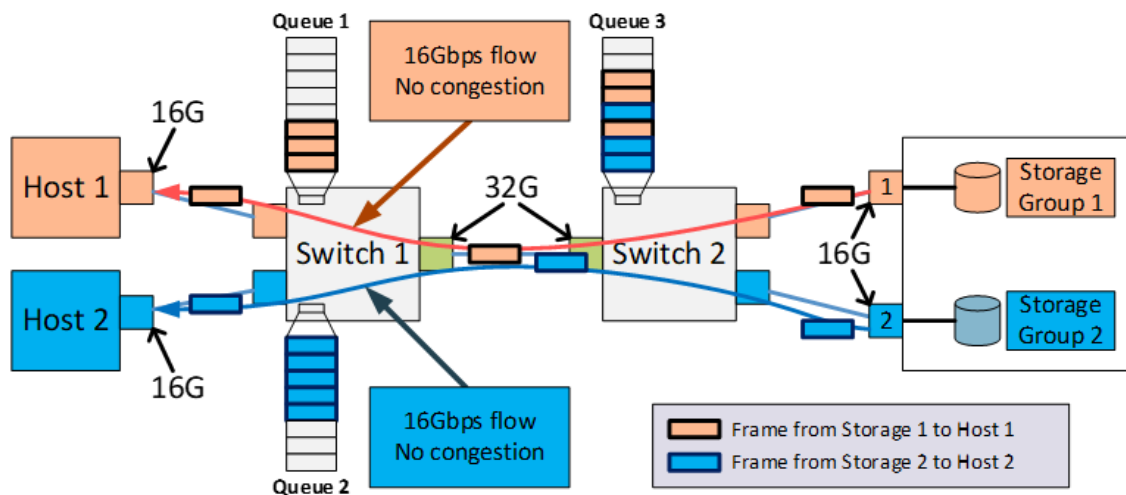 Queue 1
Queue 3
16Gbps flow
No congestion
16G
Host 1
32G
1
Storage
Group 1
Switch 1
Switch 2
16G
Host 2
2
Storage
Group 2
16G
16Gbps flow
No congestion
Frame from Storage 1 to Host 1
Frame from Storage 2 to Host 2
Queue 2